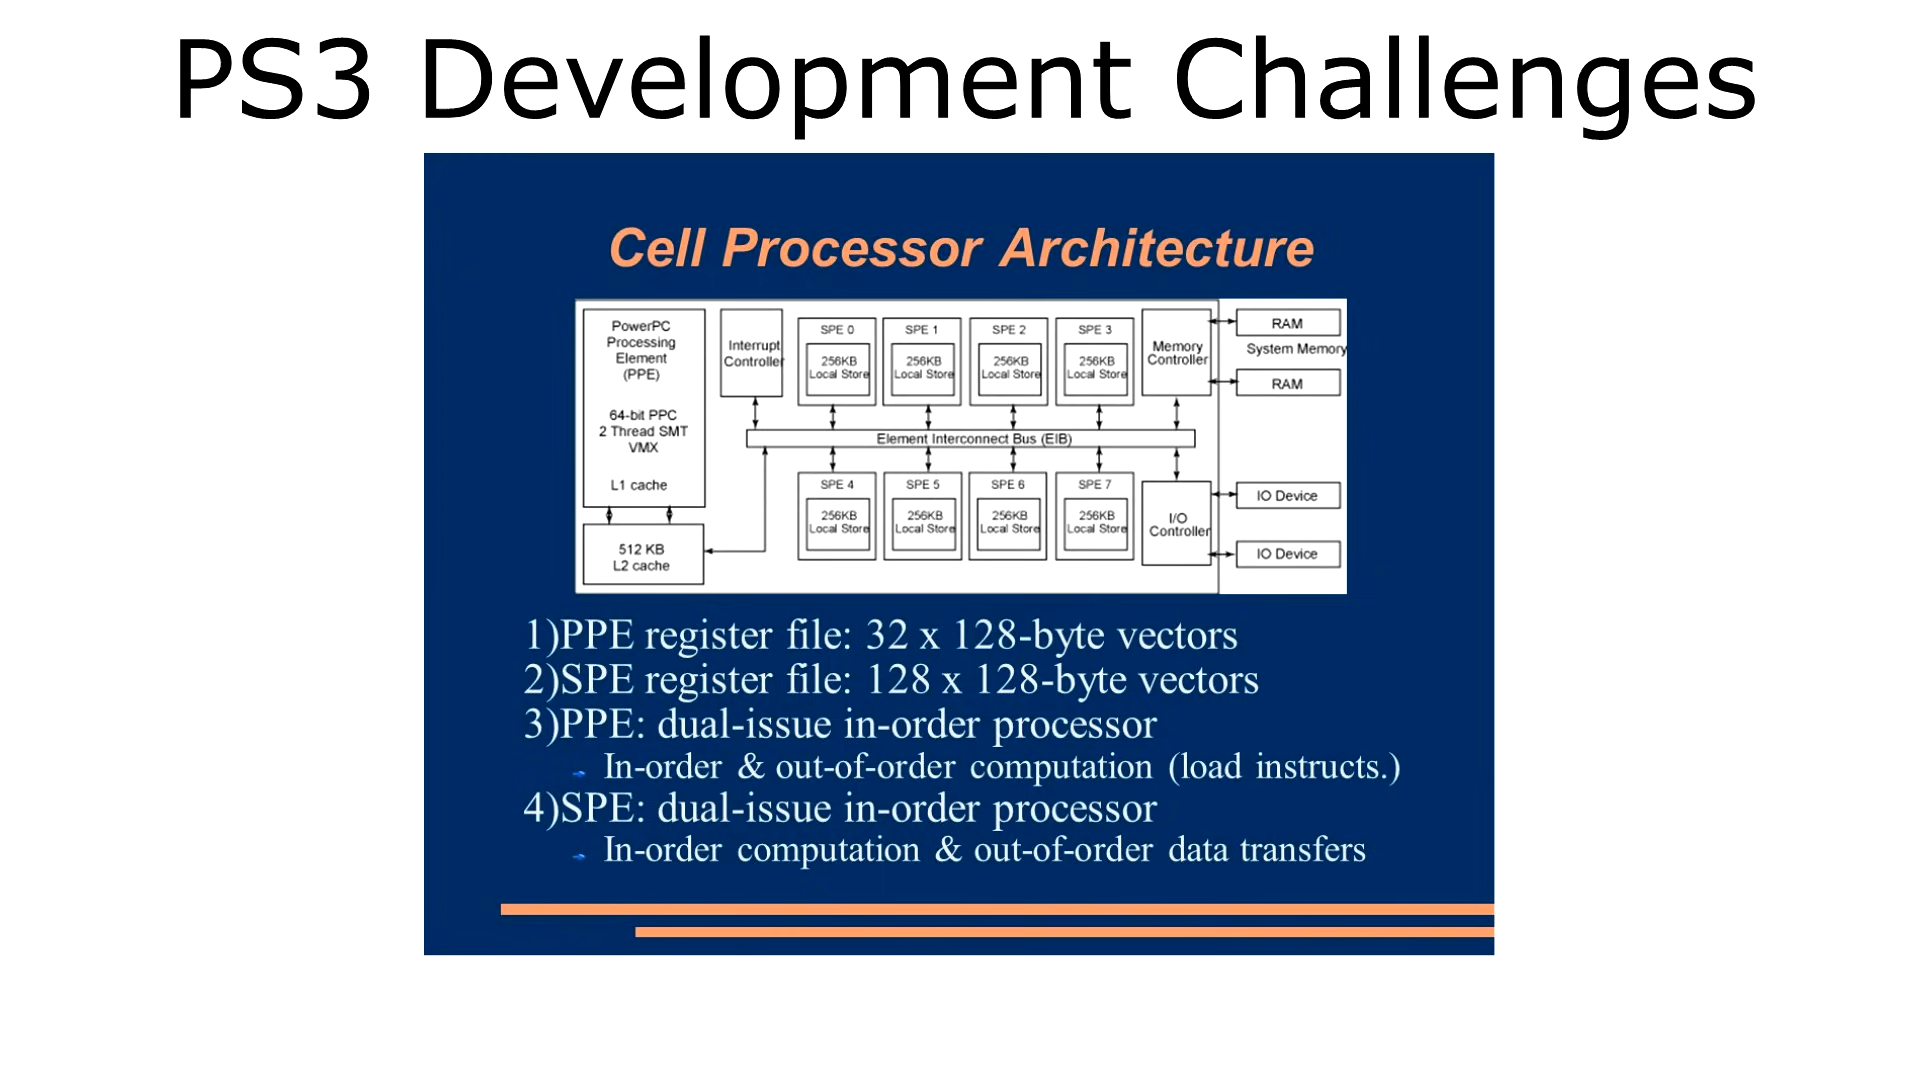 PS3 Development Challenges
Cell Processor Architecture
PowerPC
Processing
Element
(PPE)
64-bit PPC
2 Thread SMT
VMX
L1 cache
512 KB
L2 cache
Interrupt
Controller
SPE 0
256KB
Local Store
SPE 1
256KB
Local Store
SPE 2
256KB
Local Store
SPE 3
256KB
Local Store
Memory
Controller
RAM
System Memory
RAM
Element Interconnect Bus (EIB)
SPE 4
256KB
Local Store
SPE 5
256KB
Local Store
SPE 6
256KB
Local Store
SPE 7
256KB
Local Store
I/O
Controller
IO Device
IO Device
1)PPE register file: 32 x 128-byte vectors
2)SPE register file: 128 x 128-byte vectors
3)PPE: dual-issue in-order processor
In-order & out-of-order computation (load instructs.)
4)SPE: dual-issue in-order processor
In-order computation & out-of-order data transfers